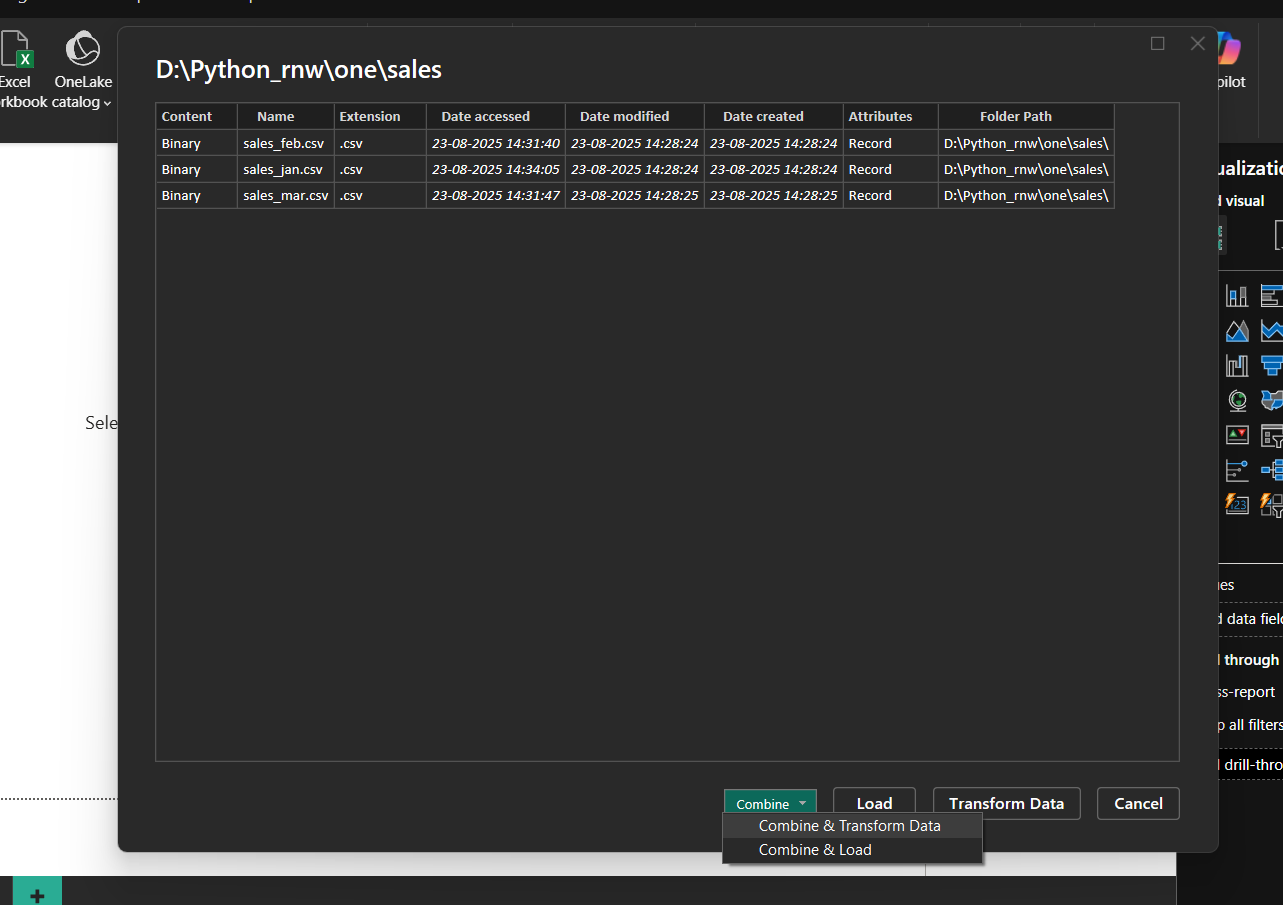 Excel
OneLake
rkbook catalog
pilot
D:\Python_rnw\one\sales
Content Name Extension Date accessed Date modified Date created Attributes Folder Path
Binary sales_feb.csv .csv 23-08-2025 14:31:40 23-08-2025 14:28:24 23-08-2025 14:28:24 Record D:\Python_rnw\one\sales\
Binary sales_jan.csv .csv 23-08-2025 14:34:05 23-08-2025 14:28:24 23-08-2025 14:28:24 Record D:\Python_rnw\one\sales\
Binary sales_mar.csv .csv 23-08-2025 14:31:47 23-08-2025 14:28:25 23-08-2025 14:28:25 Record D:\Python_rnw\one\sales\
ualizatio
d visual
Sele
123
ues
d data field
l through
ss-report
p all filters
l drill-thro
Combine Load Transform Data Cancel
Combine & Transform Data
Combine & Load